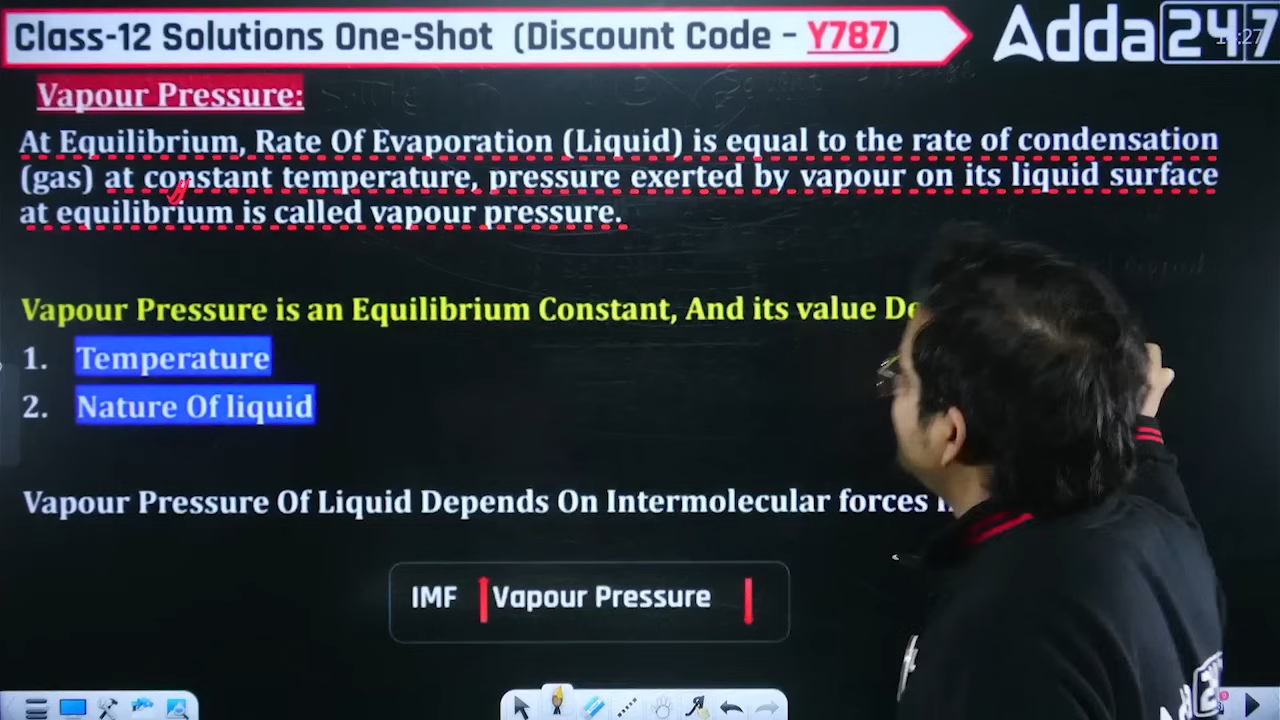 Class-12 Solutions One-Shot (Discount Code - Y787)
Adda247
Vapour Pressure:
At Equilibrium, Rate Of Evaporation (Liquid) is equal to the rate of condensation
(gas) at constant temperature, pressure exerted by vapour on its liquid surface
at equilibrium is called vapour pressure.
Vapour Pressure is an Equilibrium Constant, And its value
1. Temperature
2. Nature Of liquid
Vapour Pressure Of Liquid Depends On Intermolecular forces
IMF Vapour Pressure